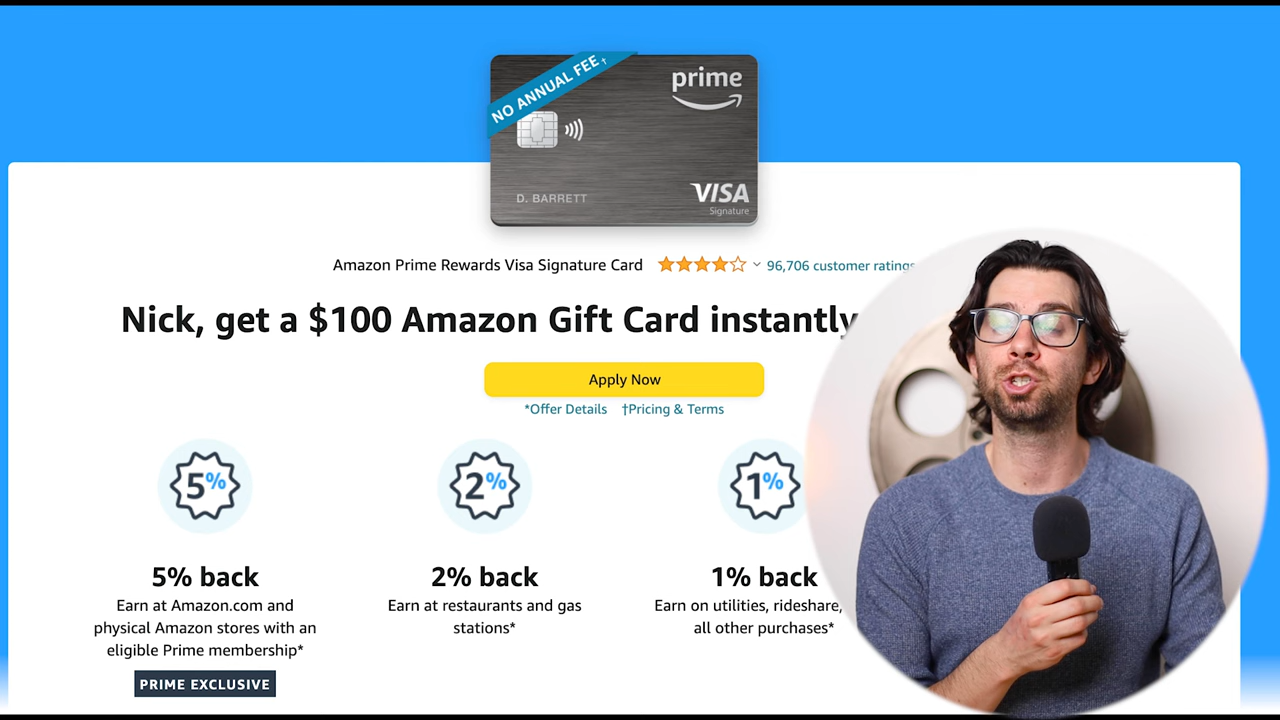 NO ANNUAL FEE †
prime
D. BARRETT
VISA
Signature
Amazon Prime Rewards Visa Signature Card 96,706 customer ratings
Nick, get a $100 Amazon Gift Card instantly
Apply Now
*Offer Details †Pricing & Terms
5%
2%
1%
5% back
Earn at Amazon.com and
physical Amazon stores with an
eligible Prime membership*
PRIME EXCLUSIVE
2% back
Earn at restaurants and gas
stations*
1% back
Earn on utilities, rideshare,
all other purchases*